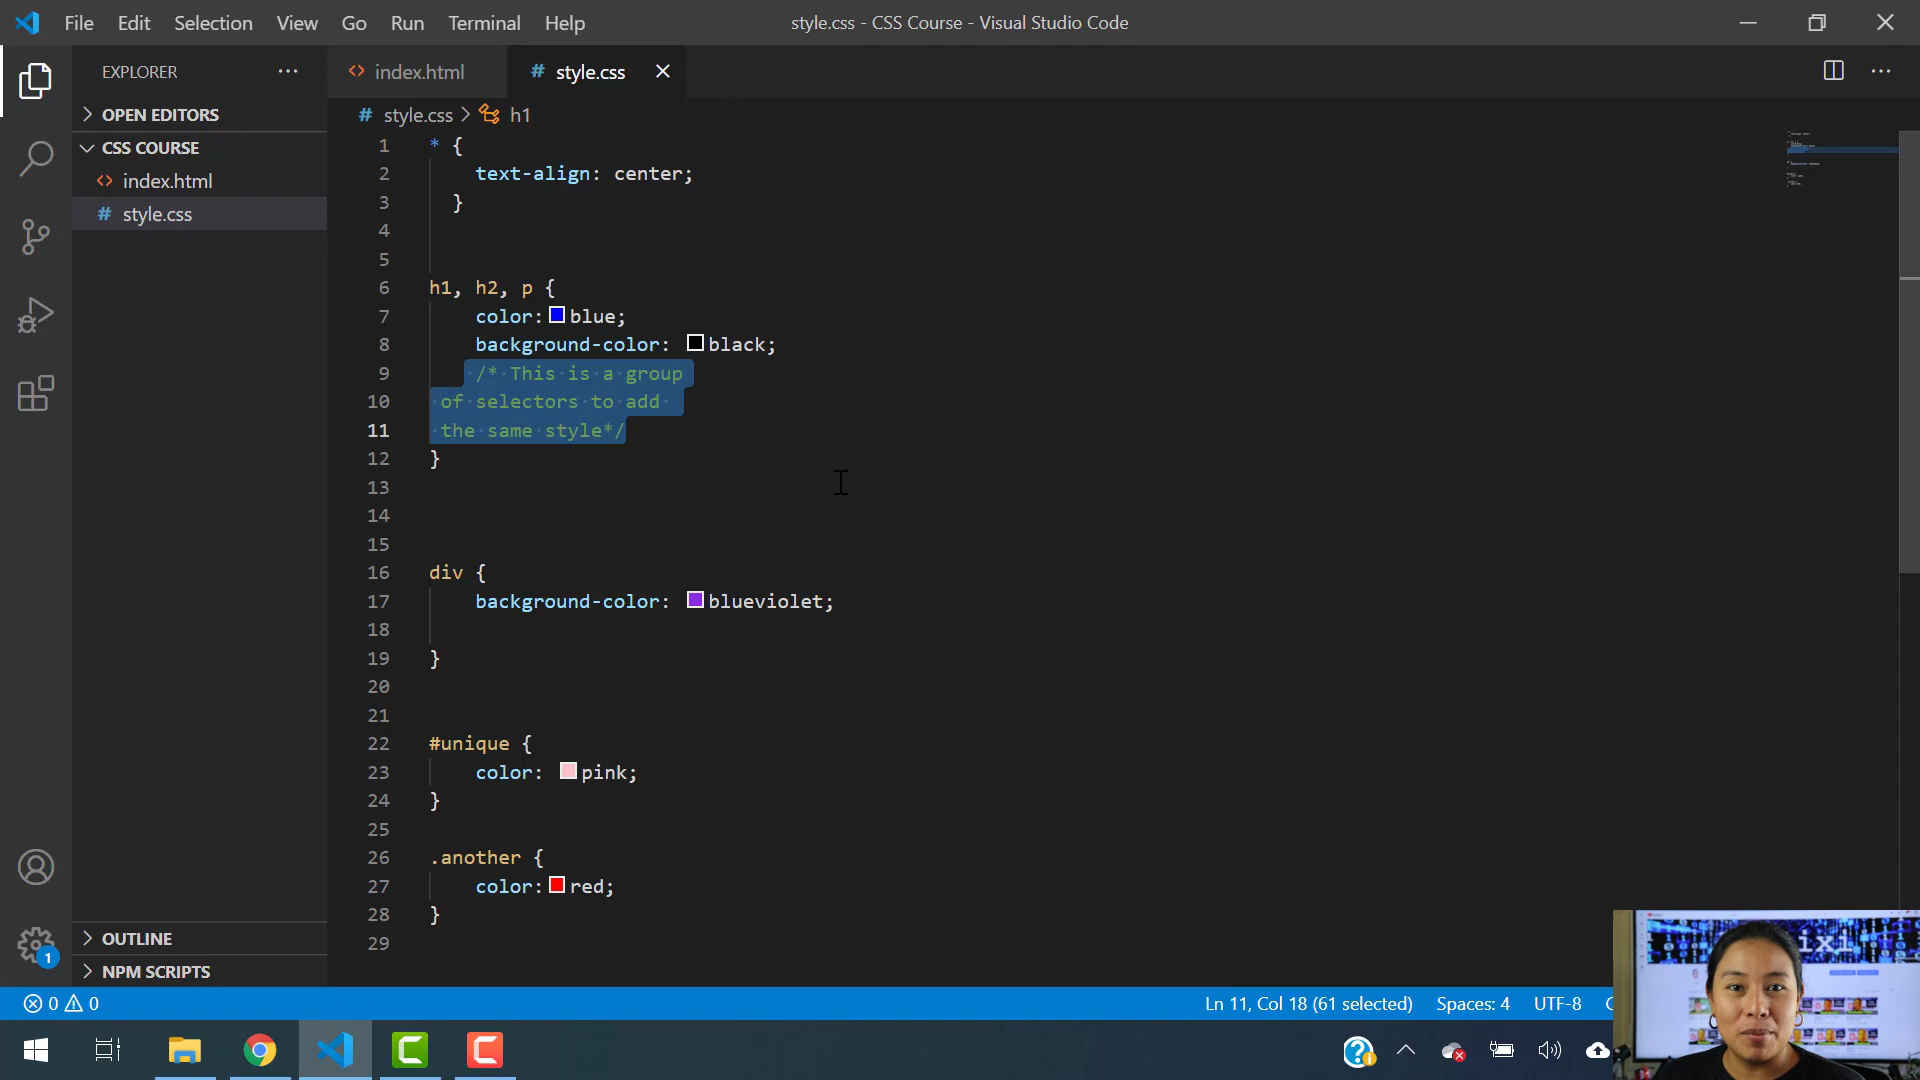 File Edit Selection View Go Run Terminal Help
style.css - CSS Course - Visual Studio Code
EXPLORER
OPEN EDITORS
CSS COURSE
index.html
style.css
OUTLINE
NPM SCRIPTS
1
index.html
# style.css
# style.css > h1
1 * {
2 text-align: center;
3 }
4
5
6 h1, h2, p {
7 color: blue;
8 background-color: black;
9 /* This is a group
10 of selectors to add
11 the same style*/
12 }
13
14
15
16 div {
17 background-color: blueviolet;
18
19 }
20
21
22 #unique {
23 color: pink;
24 }
25
26 .another {
27 color: red;
28 }
29
0 0
Ln 11, Col 18 (61 selected) Spaces: 4 UTF-8
ixi